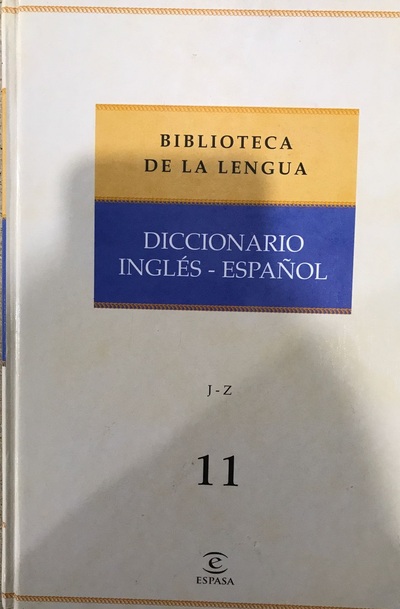 BIBLIOTECA
DE LA LENGUA
DICCIONARIO
INGLÉS - ESPAÑOL
J - Z
11
e
ESPASA